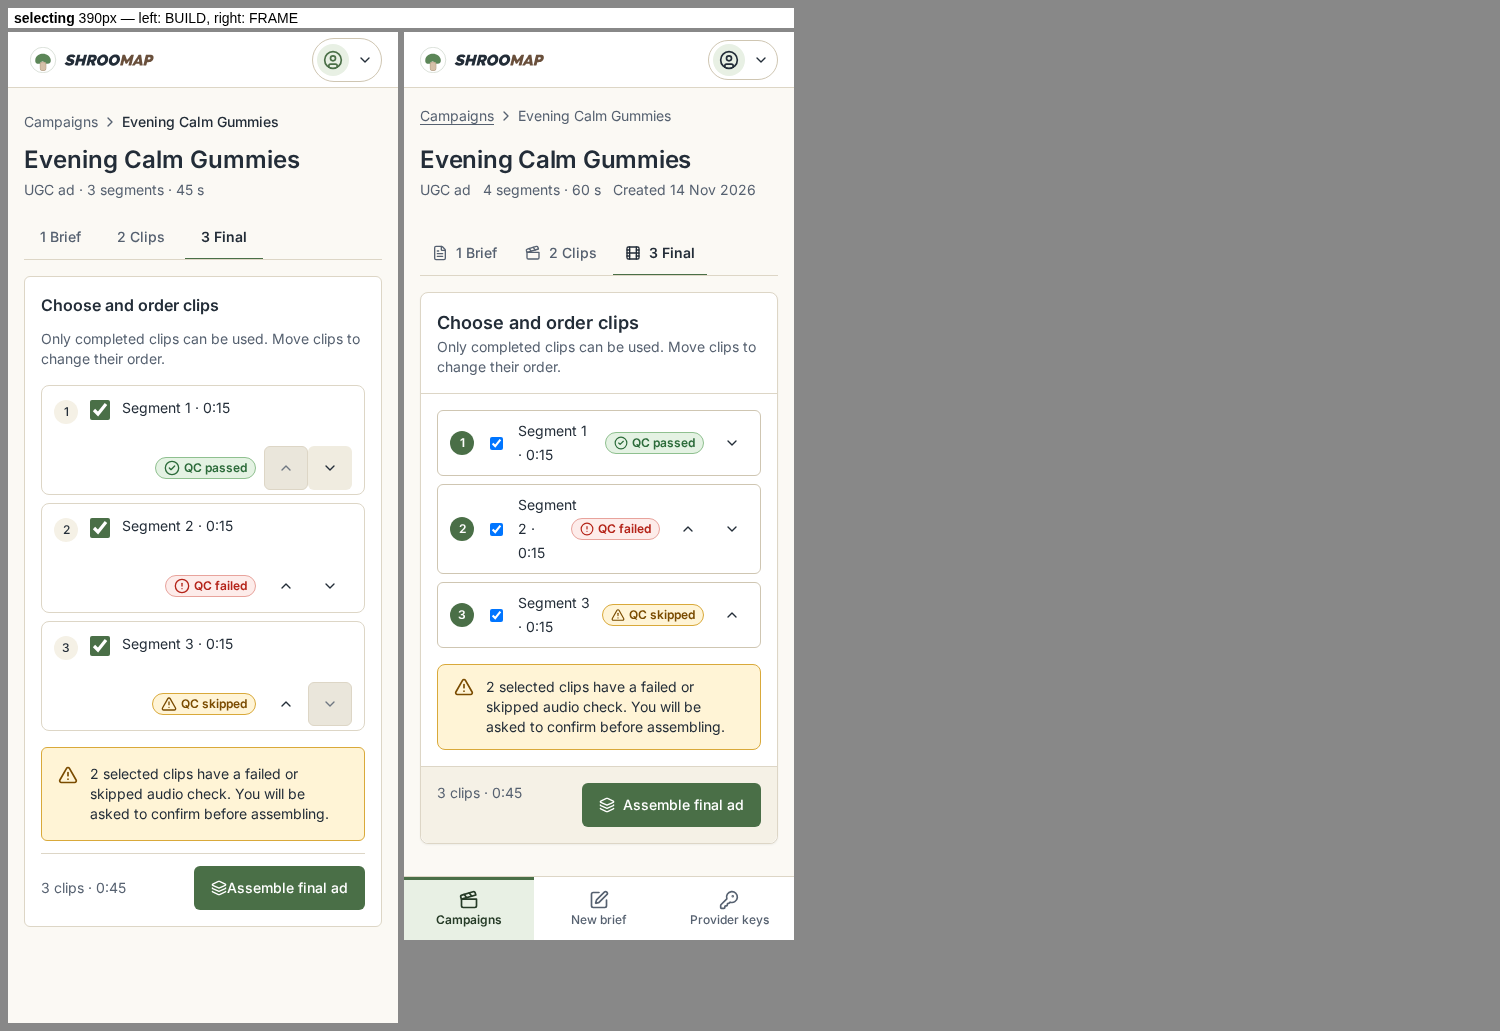 selecting 390px — left: BUILD, right: FRAME
SHROOMAP
Campaigns > Evening Calm Gummies
Evening Calm Gummies
UGC ad · 3 segments · 45 s
1 Brief
2 Clips
3 Final
Choose and order clips
Only completed clips can be used. Move clips to
change their order.
1
Segment 1 · 0:15
QC passed
2
Segment 2 · 0:15
QC failed
3
Segment 3 · 0:15
QC skipped
2 selected clips have a failed or
skipped audio check. You will be
asked to confirm before assembling.
3 clips · 0:45
Assemble final ad
SHROOMAP
Campaigns > Evening Calm Gummies
Evening Calm Gummies
UGC ad 4 segments · 60 s Created 14 Nov 2026
1 Brief
2 Clips
3 Final
Choose and order clips
Only completed clips can be used. Move clips to
change their order.
1
Segment 1
· 0:15
QC passed
2
Segment
2 ·
0:15
QC failed
3
Segment 3
· 0:15
QC skipped
2 selected clips have a failed or
skipped audio check. You will be
asked to confirm before assembling.
3 clips · 0:45
Assemble final ad
Campaigns
New brief
Provider keys